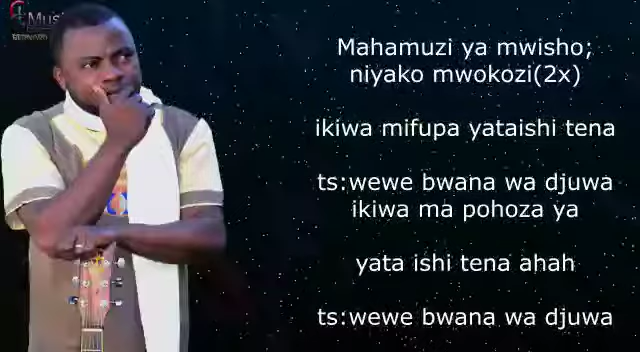 Musi
Mahamuzi ya mwisho;
niyako mwokozi(2x)
ikiwa mifupa yataishi tena
ts:wewe bwana wa djuwa
ikiwa ma pohoza ya
yata ishi tena ahah
ts:wewe bwana wa djuwa